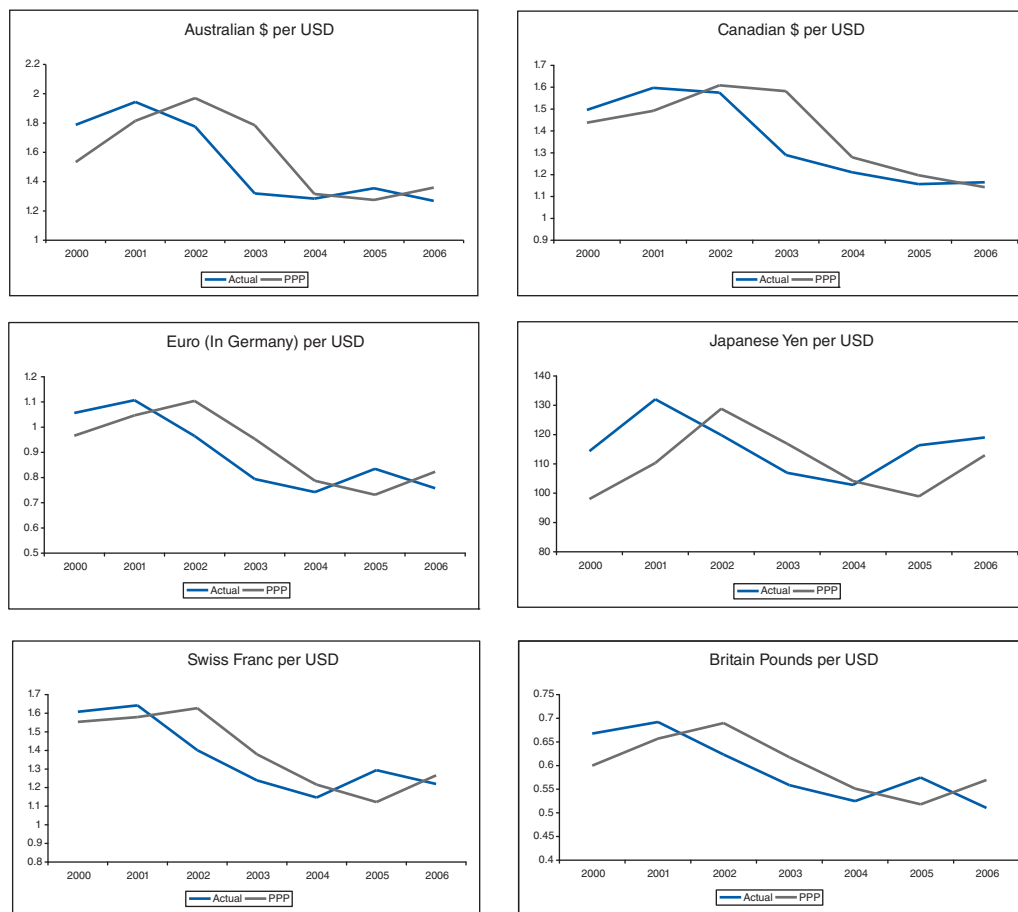 Australian $ per USD
2.2
2
1.8
1.6
1.4
1.2
1
2000 2001 2002 2003 2004 2005 2006
Actual PPP
Canadian $ per USD
1.7
1.6
1.5
1.4
1.3
1.2
1.1
1
0.9
2000 2001 2002 2003 2004 2005 2006
Actual PPP
Euro (In Germany) per USD
1.2
1.1
1
0.9
0.8
0.7
0.6
0.5
2000 2001 2002 2003 2004 2005 2006
Actual PPP
Japanese Yen per USD
140
130
120
110
100
90
80
2000 2001 2002 2003 2004 2005 2006
Actual PPP
Swiss Franc per USD
1.7
1.6
1.5
1.4
1.3
1.2
1.1
1
0.9
0.8
2000 2001 2002 2003 2004 2005 2006
Actual PPP
Britain Pounds per USD
0.75
0.7
0.65
0.6
0.55
0.5
0.45
0.4
2000 2001 2002 2003 2004 2005 2006
Actual PPP